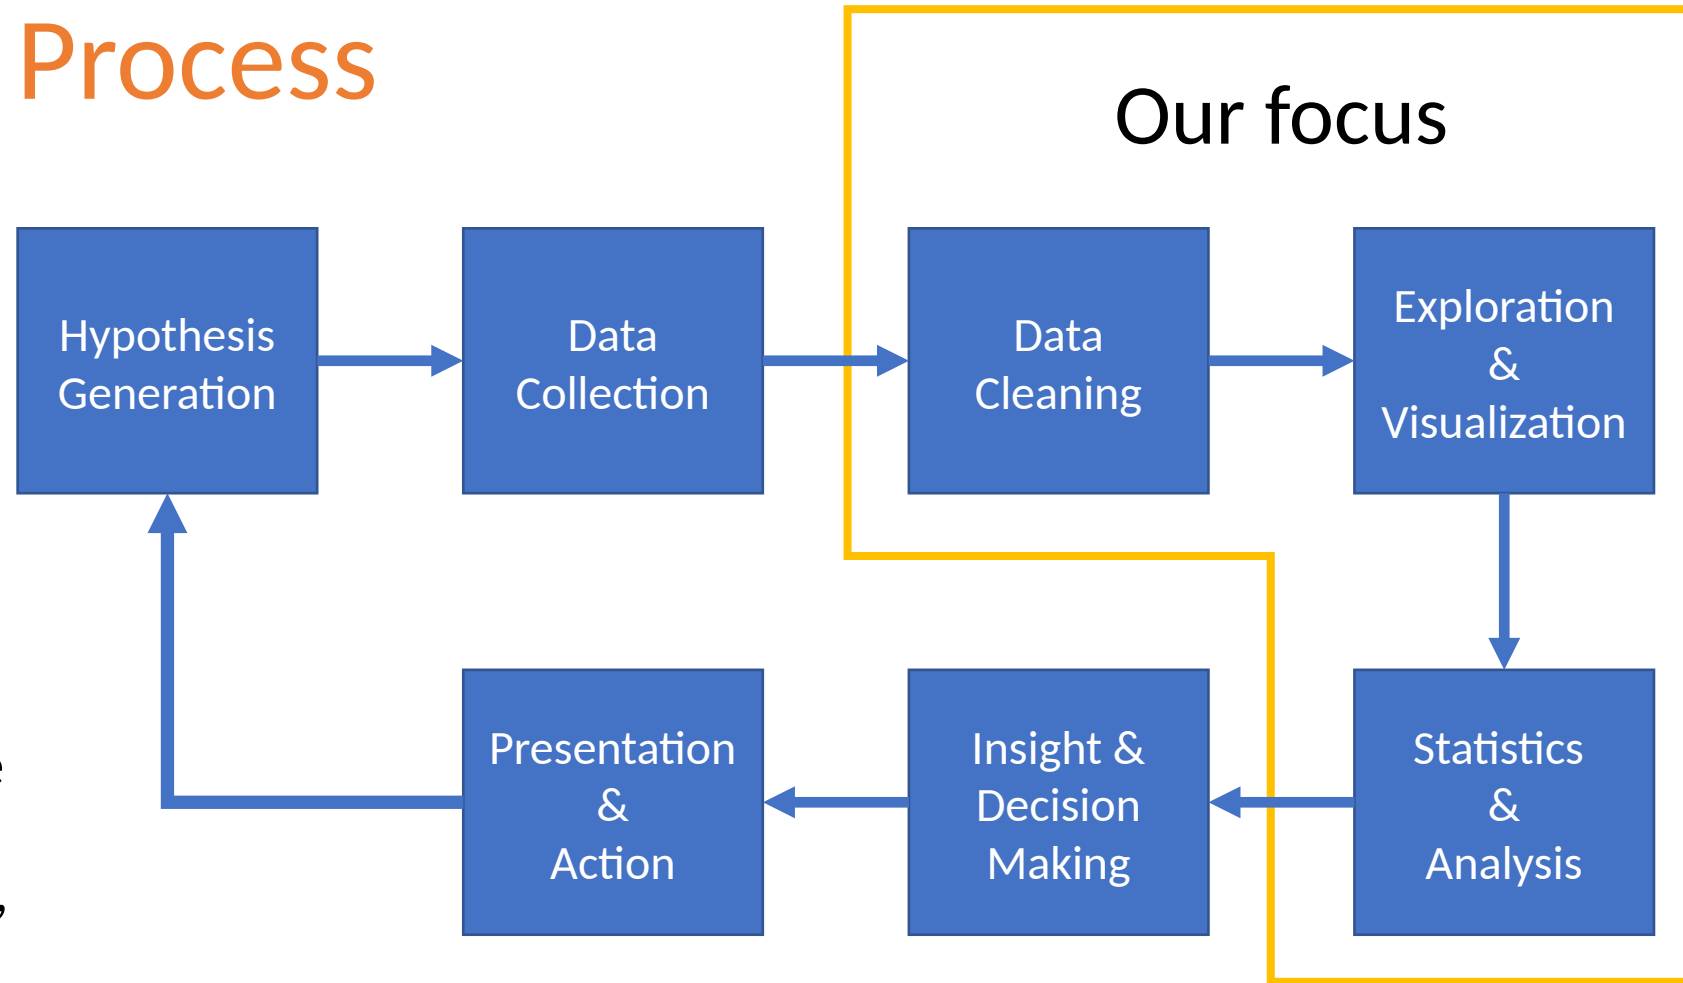 Process
Our focus
Hypothesis
Generation
Data
Collection
Data
Cleaning
Exploration
&
Visualization
Presentation
&
Action
Insight &
Decision
Making
Statistics
&
Analysis